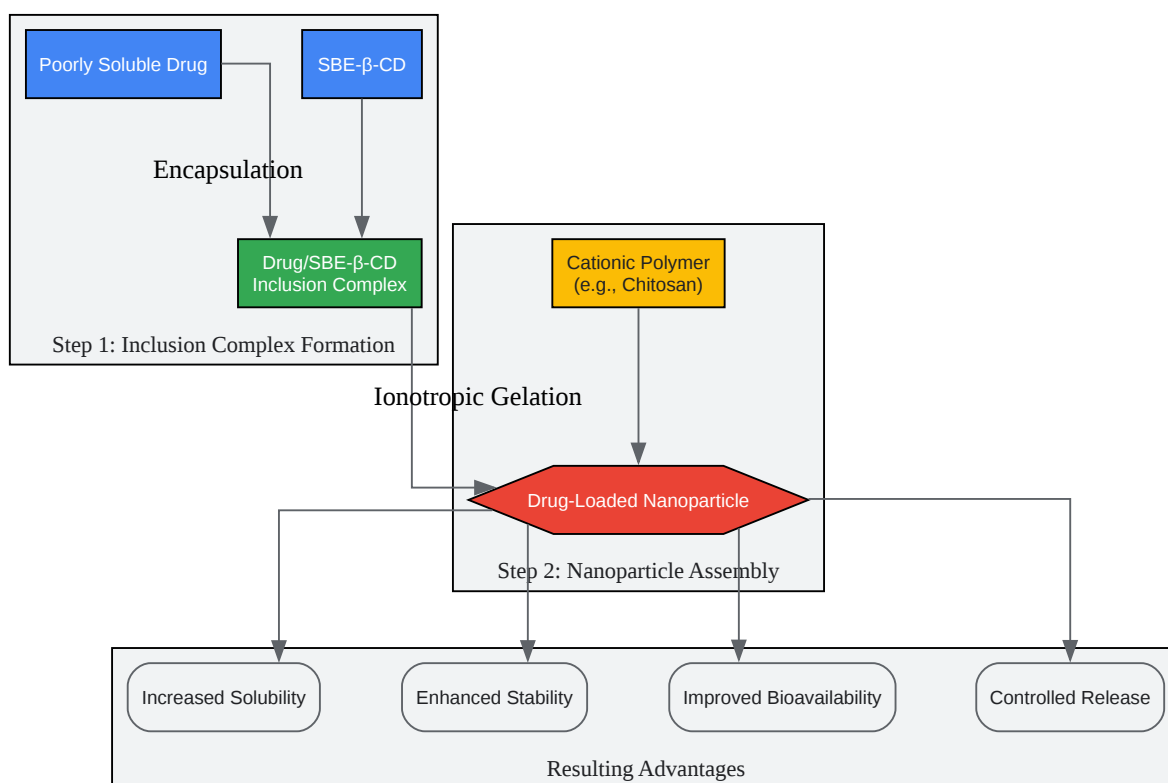 Poorly Soluble Drug
SBE-β-CD
Encapsulation
Drug/SBE-β-CD
Inclusion Complex
Step 1: Inclusion Complex Formation
Cationic Polymer
(e.g., Chitosan)
Ionotropic Gelation
Drug-Loaded Nanoparticle
Step 2: Nanoparticle Assembly
Increased Solubility
Enhanced Stability
Improved Bioavailability
Controlled Release
Resulting Advantages